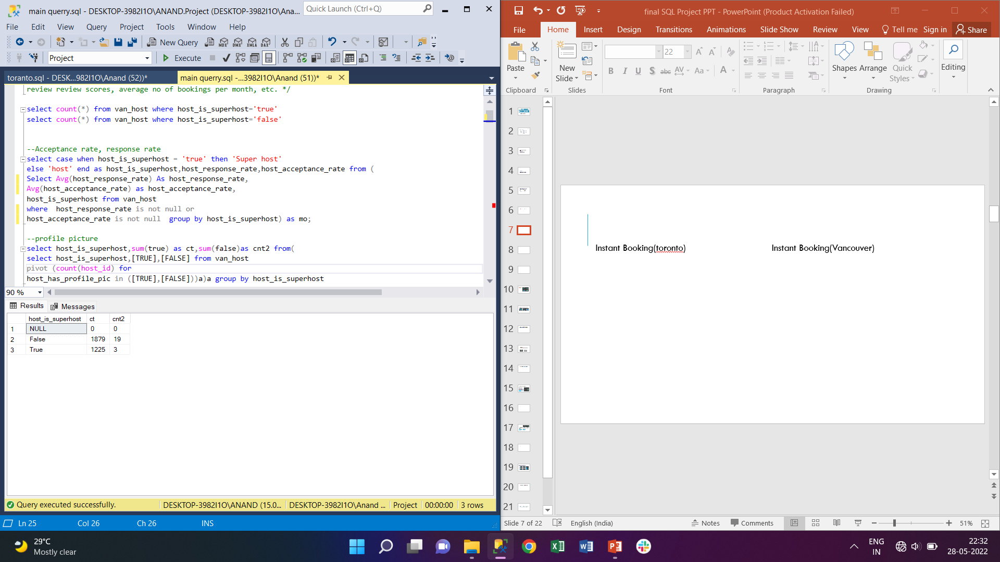 main querry.sql - DESKTOP-3982I1O\ANAND.Project (DESKTOP-3982I1O\Ana...
Quick Launch (Ctrl+Q)
File Edit View Query Project Tools Window Help
New Query
MDX DMX XMLA DAX
Project
Execute
toranto.sql - DESK...982I1O\Anand (52))*
main querry.sql -...3982I1O\Anand (51))*
review review scores, average no of bookings per month, etc. */
select count(*) from van_host where host_is_superhost='true'
select count(*) from van_host where host_is_superhost='false'
--Acceptance rate, response rate
select case when host_is_superhost = 'true' then 'Super host'
else 'host' end as host_is_superhost,host_response_rate,host_acceptance_rate from (
Select Avg(host_response_rate) As host_response_rate,
Avg(host_acceptance_rate) as host_acceptance_rate,
host_is_superhost from van_host
where  host_response_rate is not null or
host_acceptance_rate is not null  group by host_is_superhost) as mo;
--profile picture
select host_is_superhost,sum(true) as ct,sum(false)as cnt2 from(
select host_is_superhost,[TRUE],[FALSE] from van_host
pivot (count(host_id) for
host_has_profile_pic in ([TRUE],[FALSE]))a)a group by host_is_superhost
90 %
Results Messages
host_is_superhost ct cnt2
1 NULL 0 0
2 False 1879 19
3 True 1225 3
Query executed successfully.
DESKTOP-3982I1O\ANAND (15.0...
DESKTOP-3982I1O\Anand ...
Project
00:00:00
3 rows
Ln 25 Col 26 Ch 26 INS
final SQL Project PPT - PowerPoint (Product Activation Failed)
File Home Insert Design Transitions Animations Slide Show Review View Tell me Sign in Share
Paste
New
Slide
22
B I U S abc AV Aa A
Shapes Arrange Quick
Styles
Editing
Clipboard Slides Font Paragraph Drawing
1
2
3
4
5
6
7
8
9
10
11
12
13
14
15
16
17
18
19
20
21
Instant Booking(toronto)
Instant Booking(Vancouver)
Slide 7 of 22
English (India)
Notes
Comments
51%
29°C
Mostly clear
ENG
IN
22:32
28-05-2022